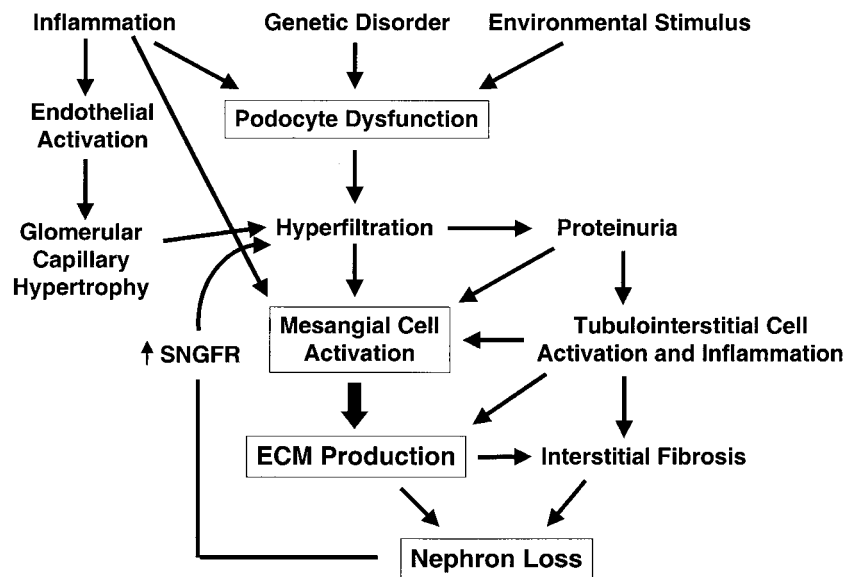 Inflammation
Genetic Disorder
Environmental Stimulus
Endothelial
Activation
Podocyte Dysfunction
Glomerular
Capillary
Hypertrophy
Hyperfiltration
Proteinuria
↑ SNGFR
Mesangial Cell
Activation
Tubulointerstitial Cell
Activation and Inflammation
ECM Production
Interstitial Fibrosis
Nephron Loss